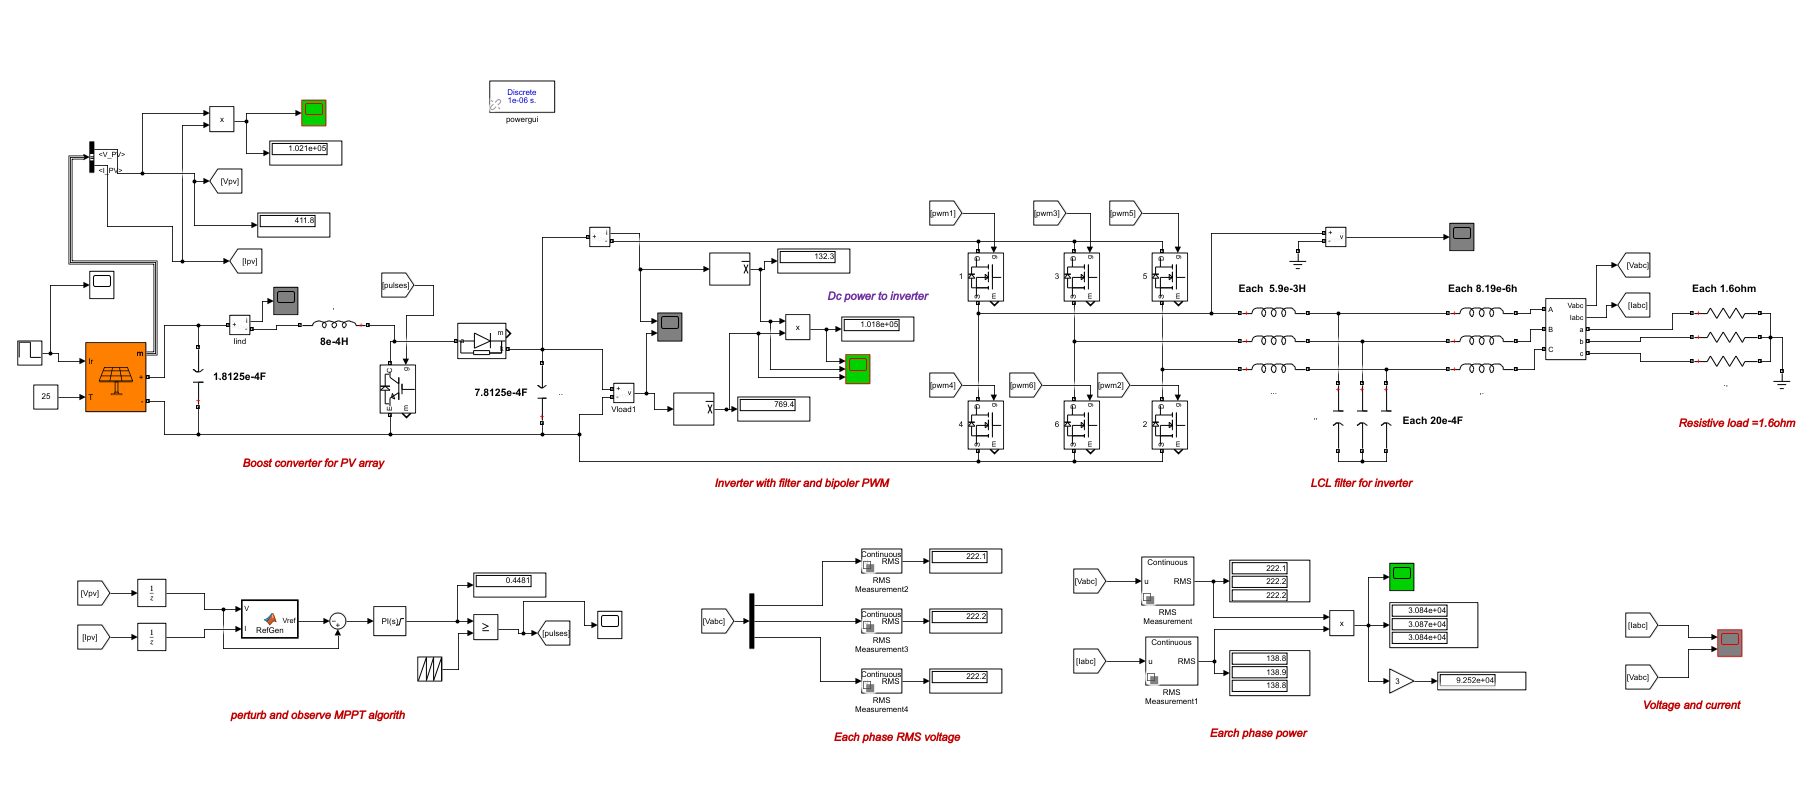 Discrete
1e-06 s.
powergui
x
1.021e+05
<V_PV>
<I_PV>
[Vpv]
411.8
[Ipv]
[pulses]
Iind
8e-4H
1.8125e-4F
Ir
T
m
+
-
25
7.8125e-4F
Boost converter for PV array
132.3
Dc power to inverter
x
1.018e+05
Vload1
769.4
[pwm1]
[pwm3]
[pwm5]
1
3
5
[pwm4]
[pwm6]
[pwm2]
4
6
2
Inverter with filter and bipoler PWM
Each 5.9e-3H
Each 8.19e-6h
Each 20e-4F
LCL filter for inverter
Vabc
Iabc
A
B
C
a
b
c
[Vabc]
[Iabc]
Each 1.6ohm
Resistive load =1.6ohm
[Vpv]
[Ipv]
1
z
1
z
V
I
Vref
RefGen
PI(s)
0.4481
≥
[pulses]
perturb and observe MPPT algorith
[Vabc]
Continuous
RMS
RMS
Measurement2
222.1
Continuous
RMS
RMS
Measurement3
222.2
Continuous
RMS
RMS
Measurement4
222.2
Each phase RMS voltage
[Vabc]
Continuous
u
RMS
RMS
Measurement
222.1
222.2
222.2
[Iabc]
Continuous
u
RMS
RMS
Measurement1
138.8
138.9
138.8
x
3.084e+04
3.087e+04
3.084e+04
3
9.252e+04
Earch phase power
[Iabc]
[Vabc]
Voltage and current